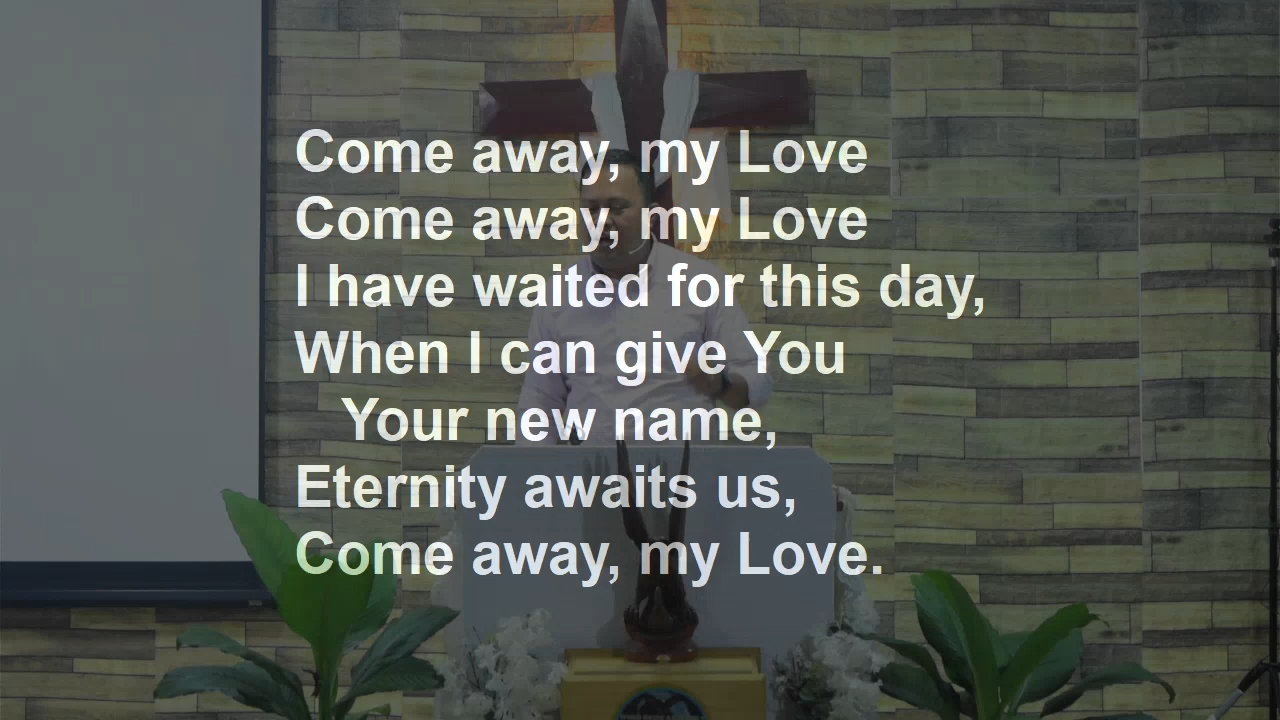 Come away, my Love
Come away, my Love
I have waited for this day,
When I can give You
Your new name,
Eternity awaits us,
Come away, my Love.